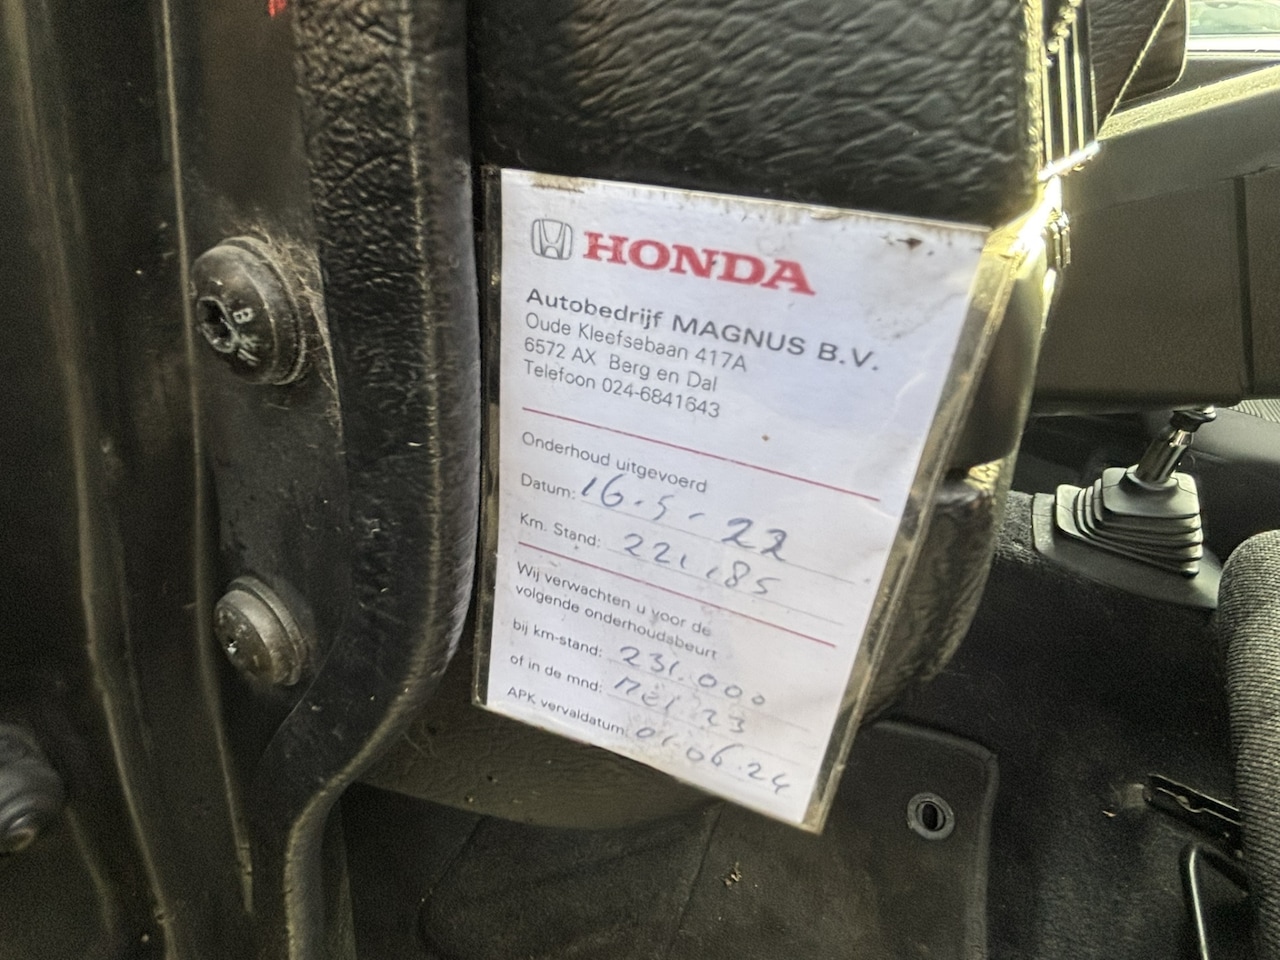 HONDA
Autobedrijf MAGNUS B.V.
Oude Kleefsebaan 417A
6572 AX Berg en Dal
Telefoon 024-6841643
Onderhoud uitgevoerd
Datum: 16.5-22
Km. Stand: 221.185
Wij verwachten u voor de
volgende onderhoudsbeurt
bij km-stand: 231.000
of in de mnd: Mei 23
APK vervaldatum: 01.06.24